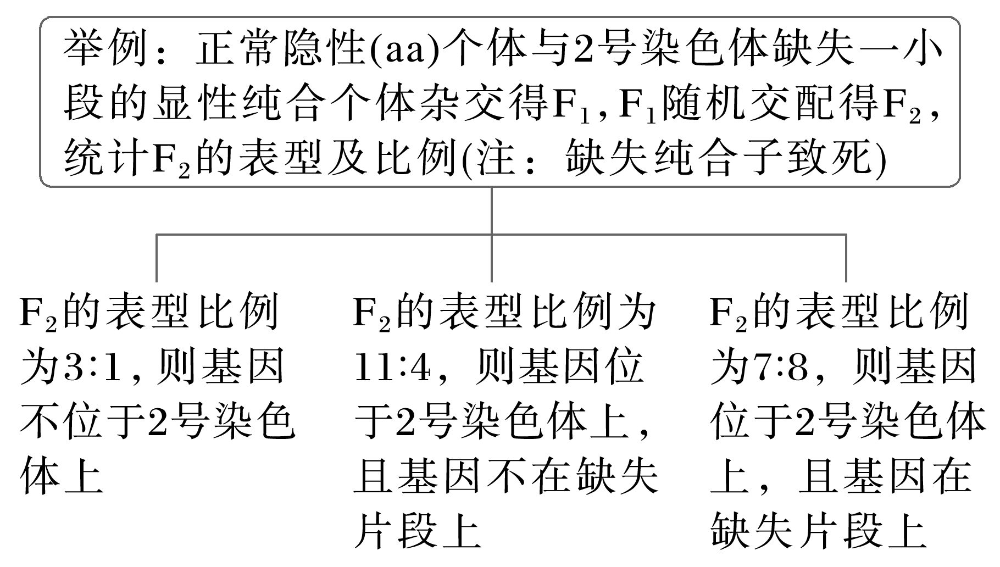 举例：正常隐性(aa)个体与2号染色体缺失一小
段的显性纯合个体杂交得F₁，F₁随机交配得F₂，
统计F₂的表型及比例(注：缺失纯合子致死)
F₂的表型比例
为3∶1，则基因
不位于2号染色
体上
F₂的表型比例为
11∶4，则基因位
于2号染色体上，
且基因不在缺失
片段上
F₂的表型比例
为7∶8，则基因
位于2号染色体
上，且基因在
缺失片段上